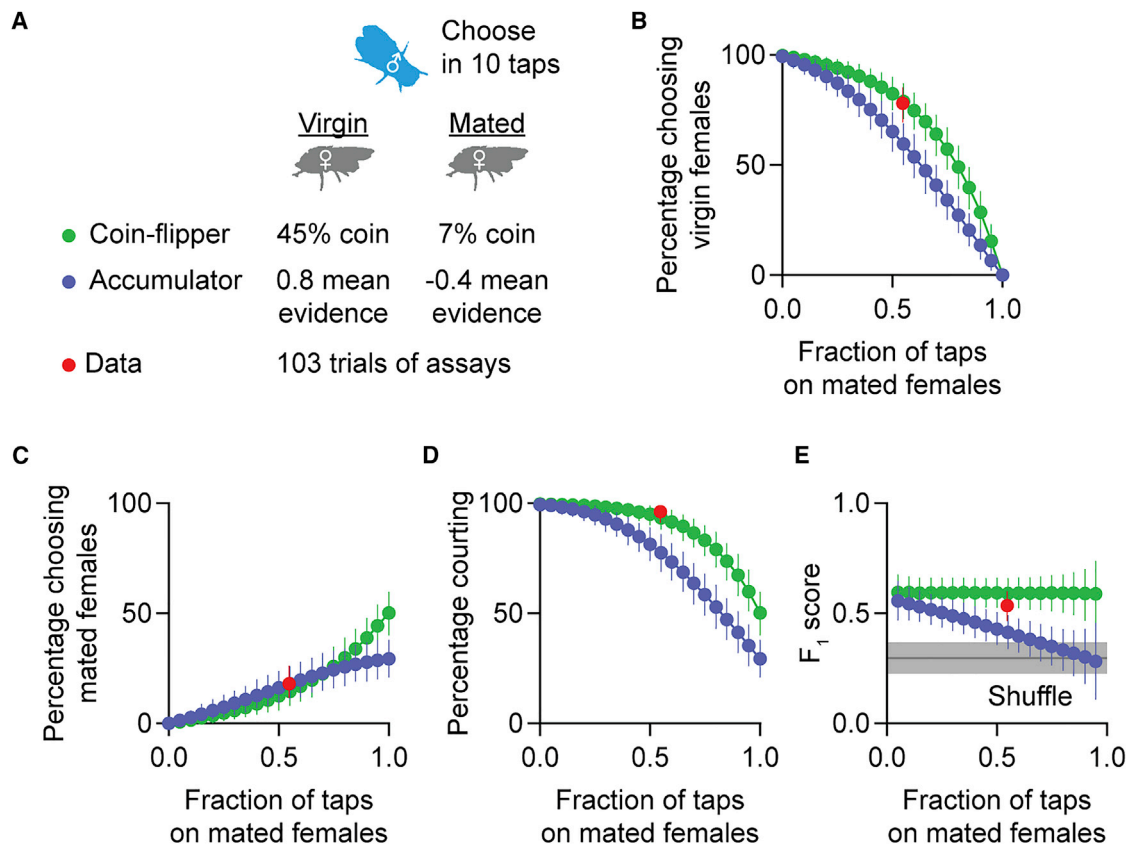 A
♂
Choose
in 10 taps
Virgin Mated
♀ ♀
Coin-flipper 45% coin 7% coin
Accumulator 0.8 mean -0.4 mean
evidence evidence
Data 103 trials of assays
B
Percentage choosing
virgin females
100
50
0
0.0 0.5 1.0
Fraction of taps
on mated females
C
Percentage choosing
mated females
100
50
0
0.0 0.5 1.0
Fraction of taps
on mated females
D
Percentage courting
100
50
0
0.0 0.5 1.0
Fraction of taps
on mated females
E
F1 score
1.0
0.5
0.0
Shuffle
0.0 0.5 1.0
Fraction of taps
on mated females